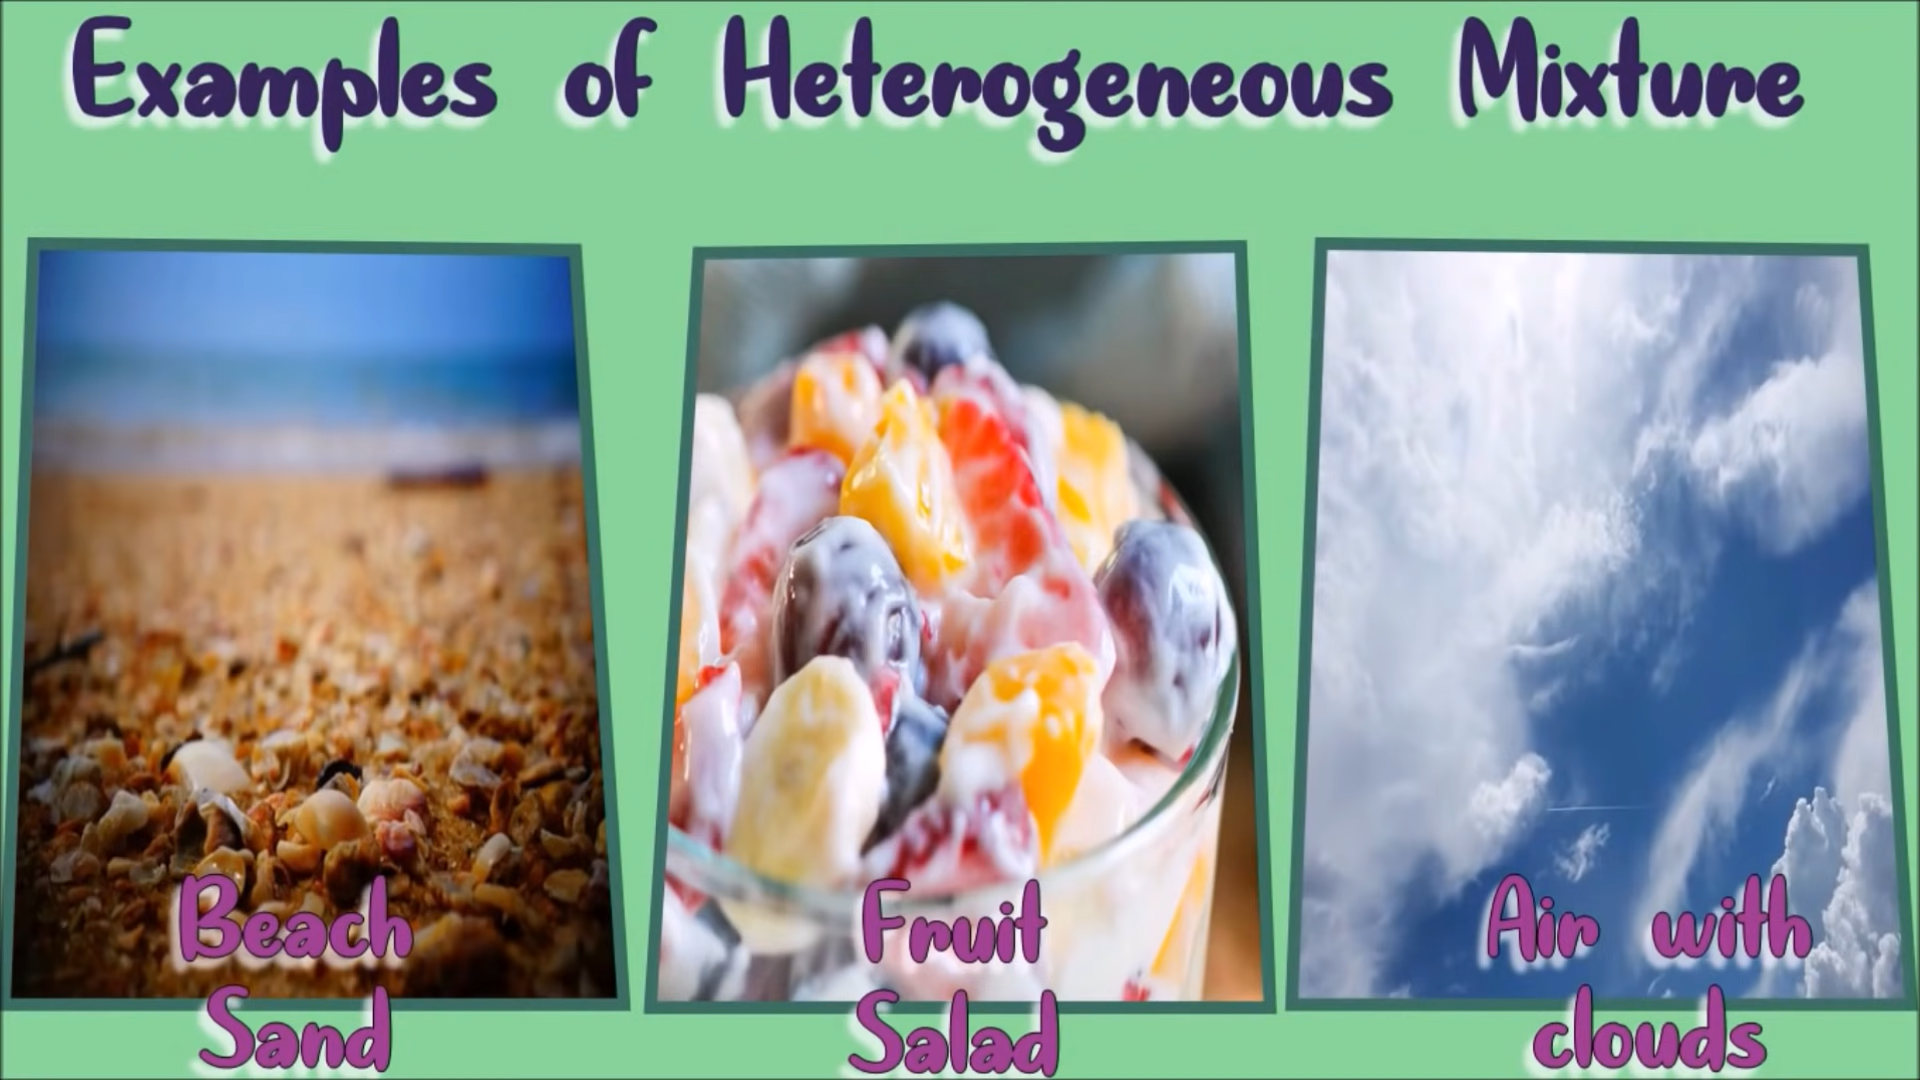 Examples of Heterogeneous Mixture
Beach
Sand
Fruit
Salad
Air with
clouds